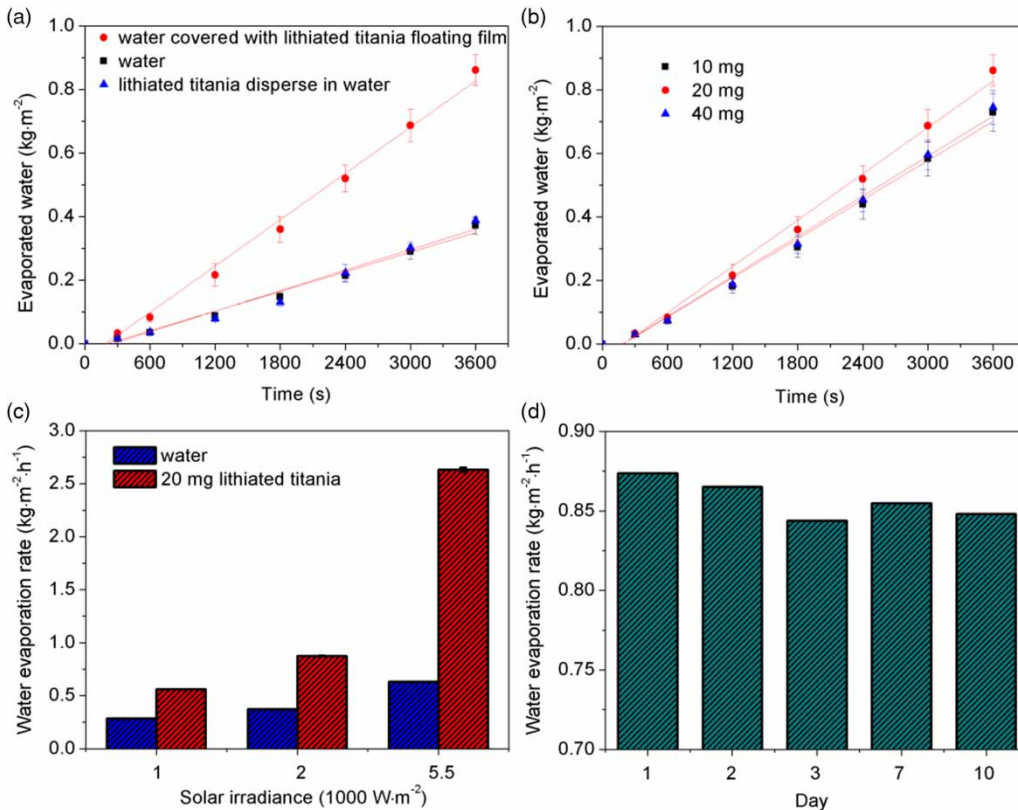 (a)
Evaporated water (kg·m⁻²)
1.0
0.8
0.6
0.4
0.2
0.0
water covered with lithiated titania floating film
water
lithiated titania disperse in water
0 600 1200 1800 2400 3000 3600
Time (s)
(b)
Evaporated water (kg·m⁻²)
1.0
0.8
0.6
0.4
0.2
0.0
10 mg
20 mg
40 mg
0 600 1200 1800 2400 3000 3600
Time (s)
(c)
Water evaporation rate (kg·m⁻²·h⁻¹)
3.0
2.5
2.0
1.5
1.0
0.5
0.0
water
20 mg lithiated titania
1 2 5.5
Solar irradiance (1000 W·m⁻²)
(d)
Water evaporation rate (kg·m⁻²·h⁻¹)
0.90
0.85
0.80
0.75
0.70
1 2 3 7 10
Day